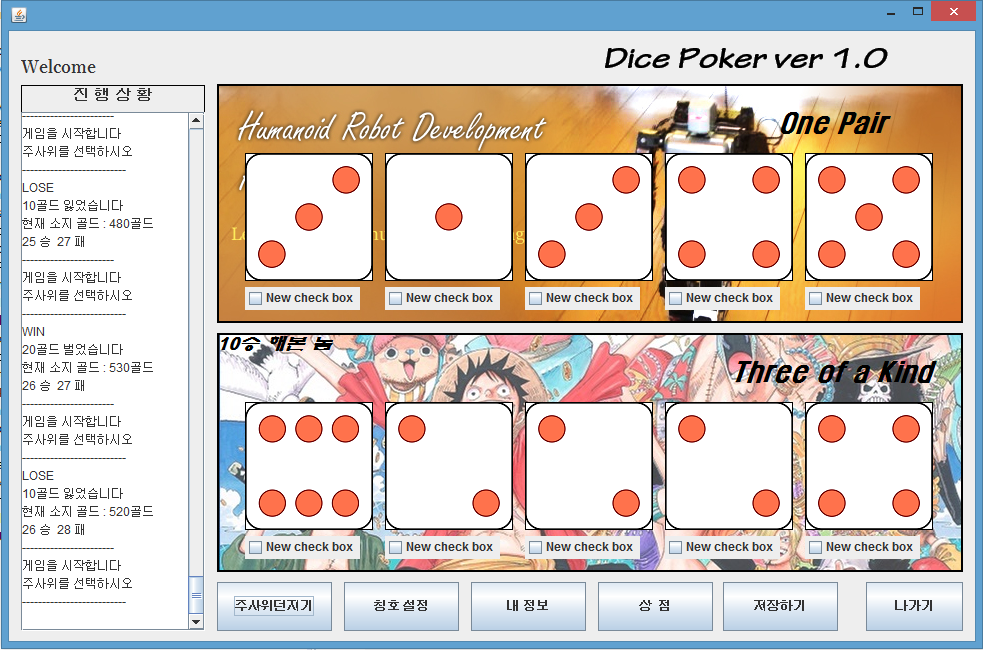 Dice Poker ver 1.0
Welcome
진 행 상 황
게임을 시작합니다
주사위를 선택하시오
--------------------------
LOSE
10골드 잃었습니다
현재 소지 골드 : 480골드
25 승 27 패
-----------------------
게임을 시작합니다
주사위를 선택하시오
--------------------------
WIN
20골드 벌었습니다
현재 소지 골드 : 530골드
26 승 27 패
-----------------------
게임을 시작합니다
주사위를 선택하시오
--------------------------
LOSE
10골드 잃었습니다
현재 소지 골드 : 520골드
26 승 28 패
-----------------------
게임을 시작합니다
주사위를 선택하시오
--------------------------
Humanoid Robot Development
One Pair
New check box
New check box
New check box
New check box
New check box
10승 해본 놈
Three of a Kind
New check box
New check box
New check box
New check box
New check box
주사위던지기
칭호 설정
내 정보
상 점
저장하기
나가기